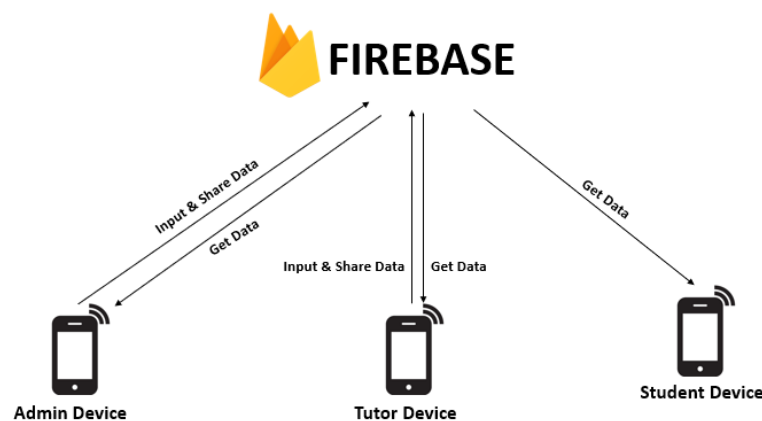 FIREBASE
Input & Share Data
Get Data
Input & Share Data
Get Data
Get Data
Admin Device
Tutor Device
Student Device